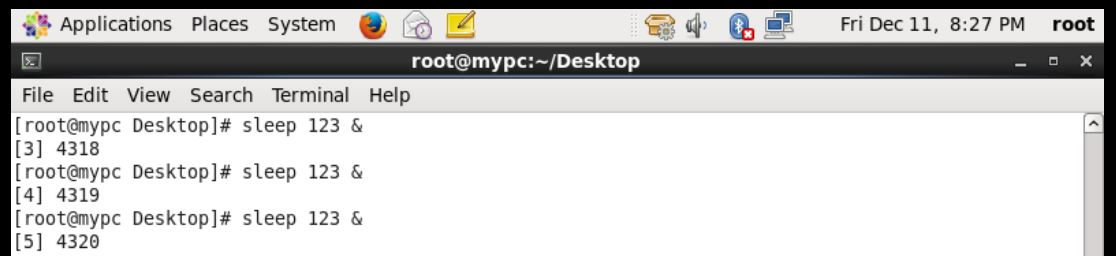 Applications Places System Fri Dec 11, 8:27 PM root
root@mypc:~/Desktop
File Edit View Search Terminal Help
[root@mypc Desktop]# sleep 123 &
[3] 4318
[root@mypc Desktop]# sleep 123 &
[4] 4319
[root@mypc Desktop]# sleep 123 &
[5] 4320